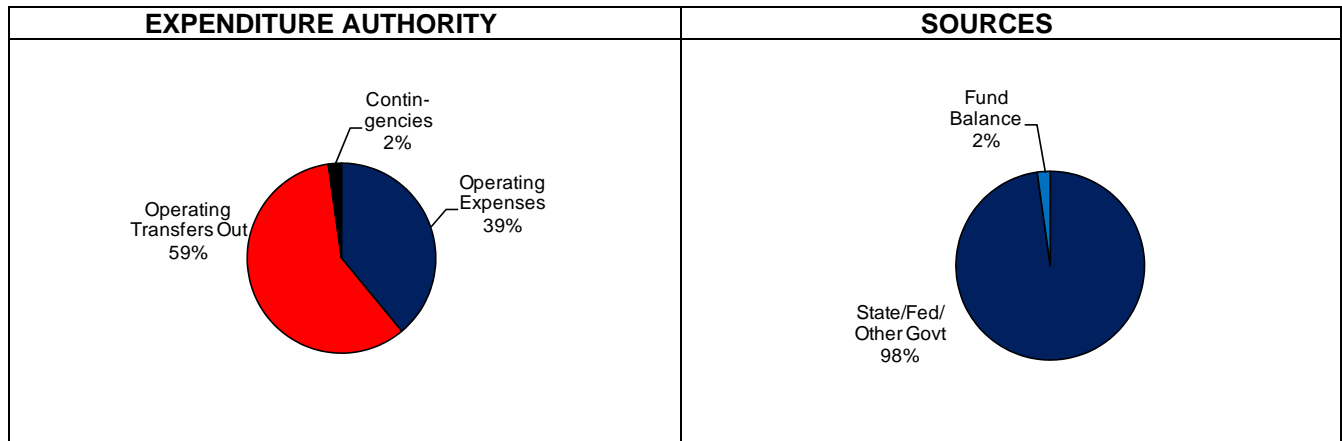 EXPENDITURE AUTHORITY
Contin-
gencies
2%
Operating
Expenses
39%
Operating
Transfers Out
59%
SOURCES
Fund
Balance
2%
State/Fed/
Other Govt
98%